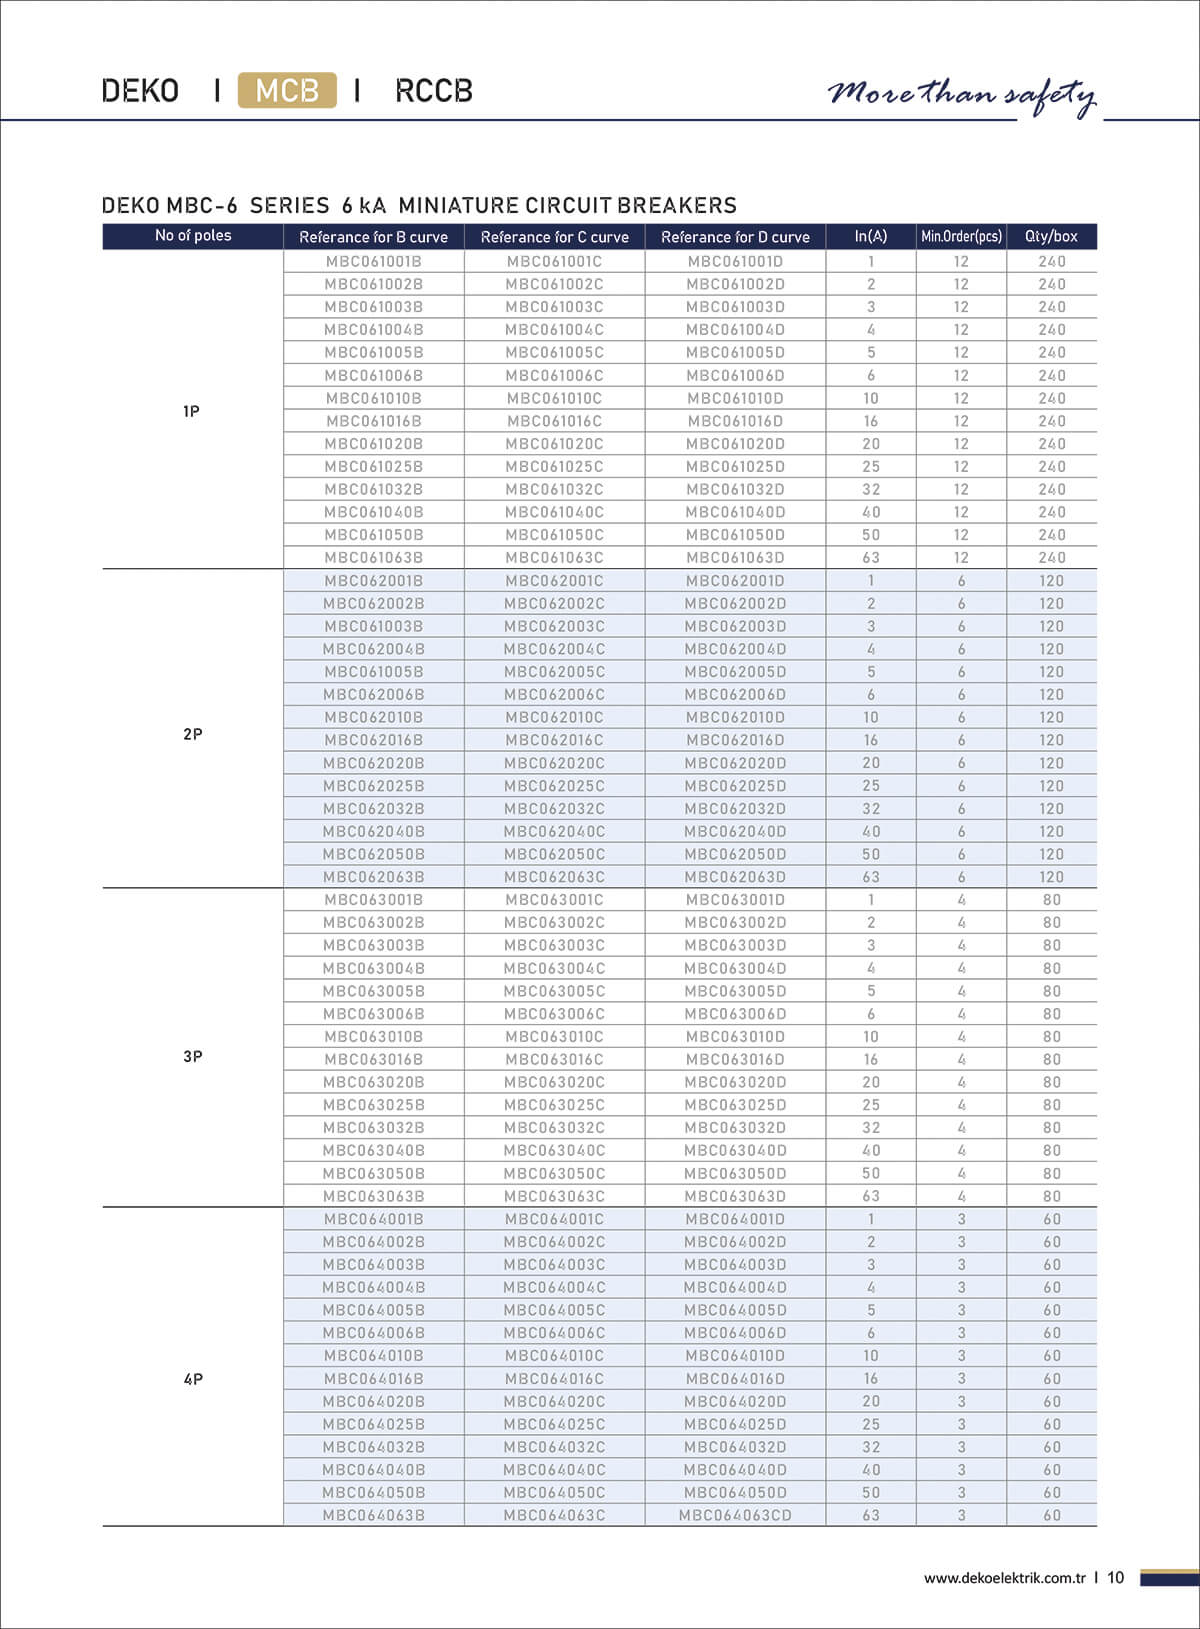 DEKO | MCB | RCCB
More than safety
DEKO MBC-6 SERIES 6 kA MINIATURE CIRCUIT BREAKERS
No of poles Referance for B curve Referance for C curve Referance for D curve In(A) Min.Order(pcs) Qty/box
MBC061001B MBC061001C MBC061001D 1 12 240
MBC061002B MBC061002C MBC061002D 2 12 240
MBC061003B MBC061003C MBC061003D 3 12 240
MBC061004B MBC061004C MBC061004D 4 12 240
MBC061005B MBC061005C MBC061005D 5 12 240
MBC061006B MBC061006C MBC061006D 6 12 240
MBC061010B MBC061010C MBC061010D 10 12 240
1P
MBC061016B MBC061016C MBC061016D 16 12 240
MBC061020B MBC061020C MBC061020D 20 12 240
MBC061025B MBC061025C MBC061025D 25 12 240
MBC061032B MBC061032C MBC061032D 32 12 240
MBC061040B MBC061040C MBC061040D 40 12 240
MBC061050B MBC061050C MBC061050D 50 12 240
MBC061063B MBC061063C MBC061063D 63 12 240
MBC062001B MBC062001C MBC062001D 1 6 120
MBC062002B MBC062002C MBC062002D 2 6 120
MBC061003B MBC062003C MBC062003D 3 6 120
MBC062004B MBC062004C MBC062004D 4 6 120
MBC061005B MBC062005C MBC062005D 5 6 120
MBC062006B MBC062006C MBC062006D 6 6 120
MBC062010B MBC062010C MBC062010D 10 6 120
2P
MBC062016B MBC062016C MBC062016D 16 6 120
MBC062020B MBC062020C MBC062020D 20 6 120
MBC062025B MBC062025C MBC062025D 25 6 120
MBC062032B MBC062032C MBC062032D 32 6 120
MBC062040B MBC062040C MBC062040D 40 6 120
MBC062050B MBC062050C MBC062050D 50 6 120
MBC062063B MBC062063C MBC062063D 63 6 120
MBC063001B MBC063001C MBC063001D 1 4 80
MBC063002B MBC063002C MBC063002D 2 4 80
MBC063003B MBC063003C MBC063003D 3 4 80
MBC063004B MBC063004C MBC063004D 4 4 80
MBC063005B MBC063005C MBC063005D 5 4 80
MBC063006B MBC063006C MBC063006D 6 4 80
MBC063010B MBC063010C MBC063010D 10 4 80
3P
MBC063016B MBC063016C MBC063016D 16 4 80
MBC063020B MBC063020C MBC063020D 20 4 80
MBC063025B MBC063025C MBC063025D 25 4 80
MBC063032B MBC063032C MBC063032D 32 4 80
MBC063040B MBC063040C MBC063040D 40 4 80
MBC063050B MBC063050C MBC063050D 50 4 80
MBC063063B MBC063063C MBC063063D 63 4 80
MBC064001B MBC064001C MBC064001D 1 3 60
MBC064002B MBC064002C MBC064002D 2 3 60
MBC064003B MBC064003C MBC064003D 3 3 60
MBC064004B MBC064004C MBC064004D 4 3 60
MBC064005B MBC064005C MBC064005D 5 3 60
MBC064006B MBC064006C MBC064006D 6 3 60
MBC064010B MBC064010C MBC064010D 10 3 60
4P
MBC064016B MBC064016C MBC064016D 16 3 60
MBC064020B MBC064020C MBC064020D 20 3 60
MBC064025B MBC064025C MBC064025D 25 3 60
MBC064032B MBC064032C MBC064032D 32 3 60
MBC064040B MBC064040C MBC064040D 40 3 60
MBC064050B MBC064050C MBC064050D 50 3 60
MBC064063B MBC064063C MBC064063CD 63 3 60
www.dekoelektrik.com.tr | 10